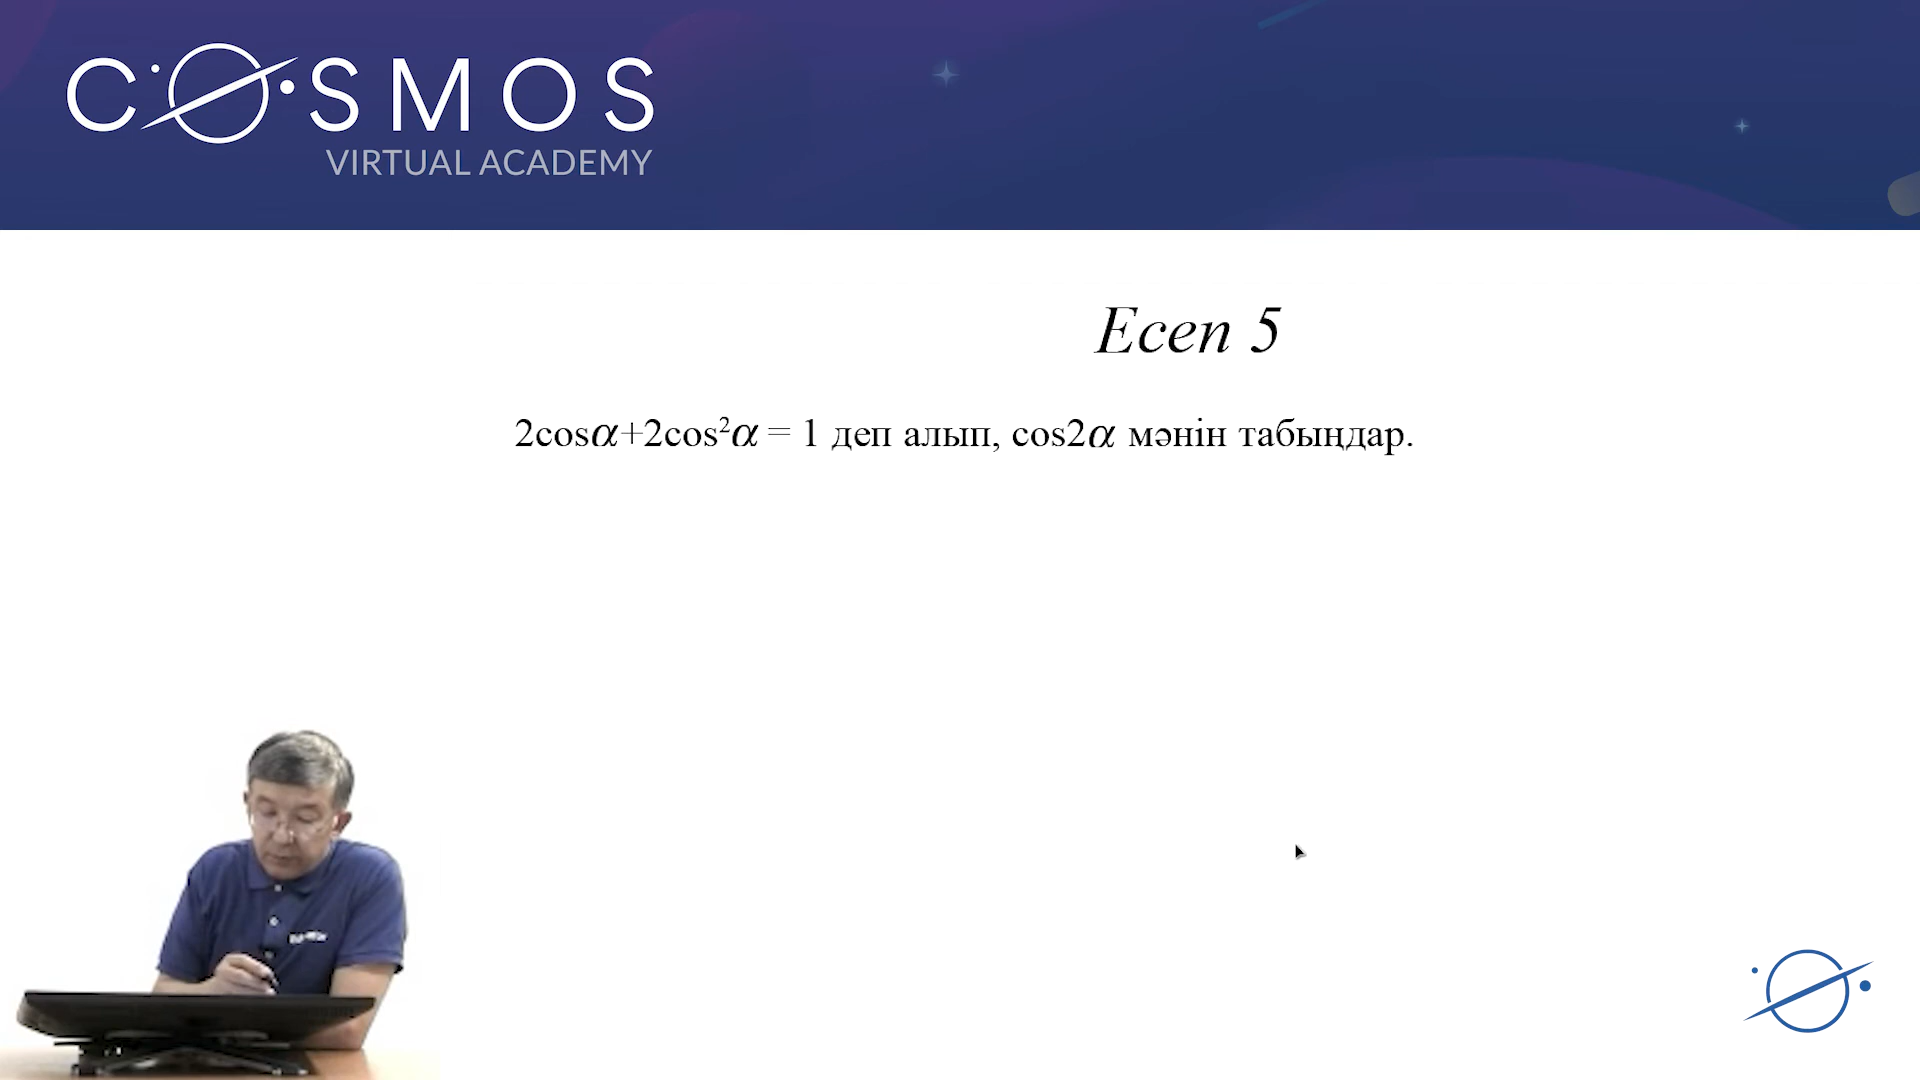 COSMOS
VIRTUAL ACADEMY
Есеп 5
2cosα+2cos²α = 1 деп алып, cos2α мәнін табыңдар.